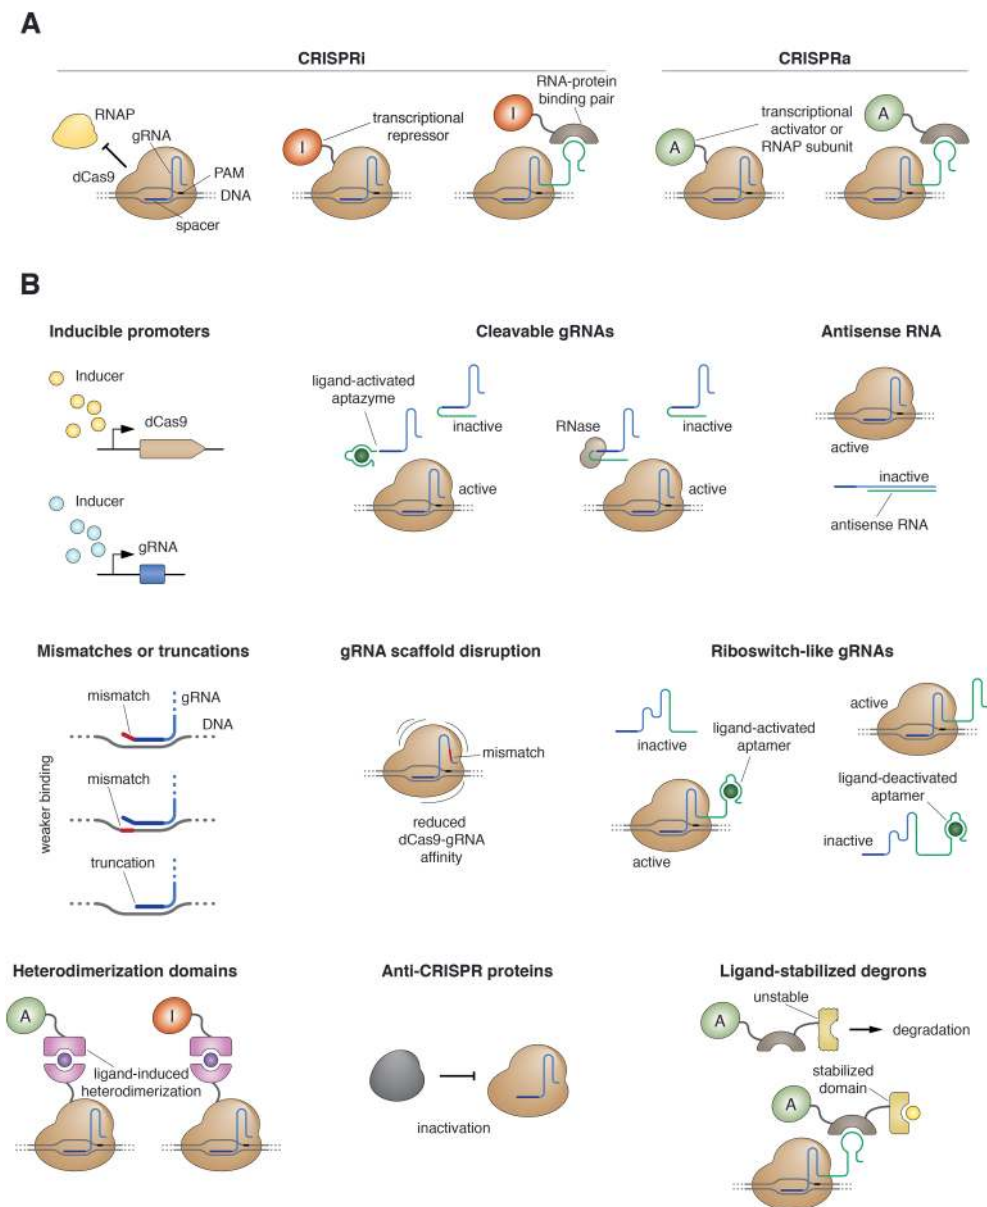 A
CRISPRi
CRISPRa
RNAP
gRNA
dCas9
PAM
DNA
spacer
I
transcriptional
repressor
I
RNA-protein
binding pair
A
transcriptional
activator or
RNAP subunit
A
B
Inducible promoters
Inducer
dCas9
Inducer
gRNA
Cleavable gRNAs
ligand-activated
aptazyme
inactive
active
RNase
inactive
active
Antisense RNA
active
inactive
antisense RNA
Mismatches or truncations
weaker binding
mismatch
gRNA
DNA
mismatch
truncation
gRNA scaffold disruption
mismatch
reduced
dCas9-gRNA
affinity
Riboswitch-like gRNAs
inactive
ligand-activated
aptamer
active
active
ligand-deactivated
aptamer
inactive
Heterodimerization domains
A
I
ligand-induced
heterodimerization
Anti-CRISPR proteins
inactivation
Ligand-stabilized degrons
unstable
A
degradation
stabilized
domain
A